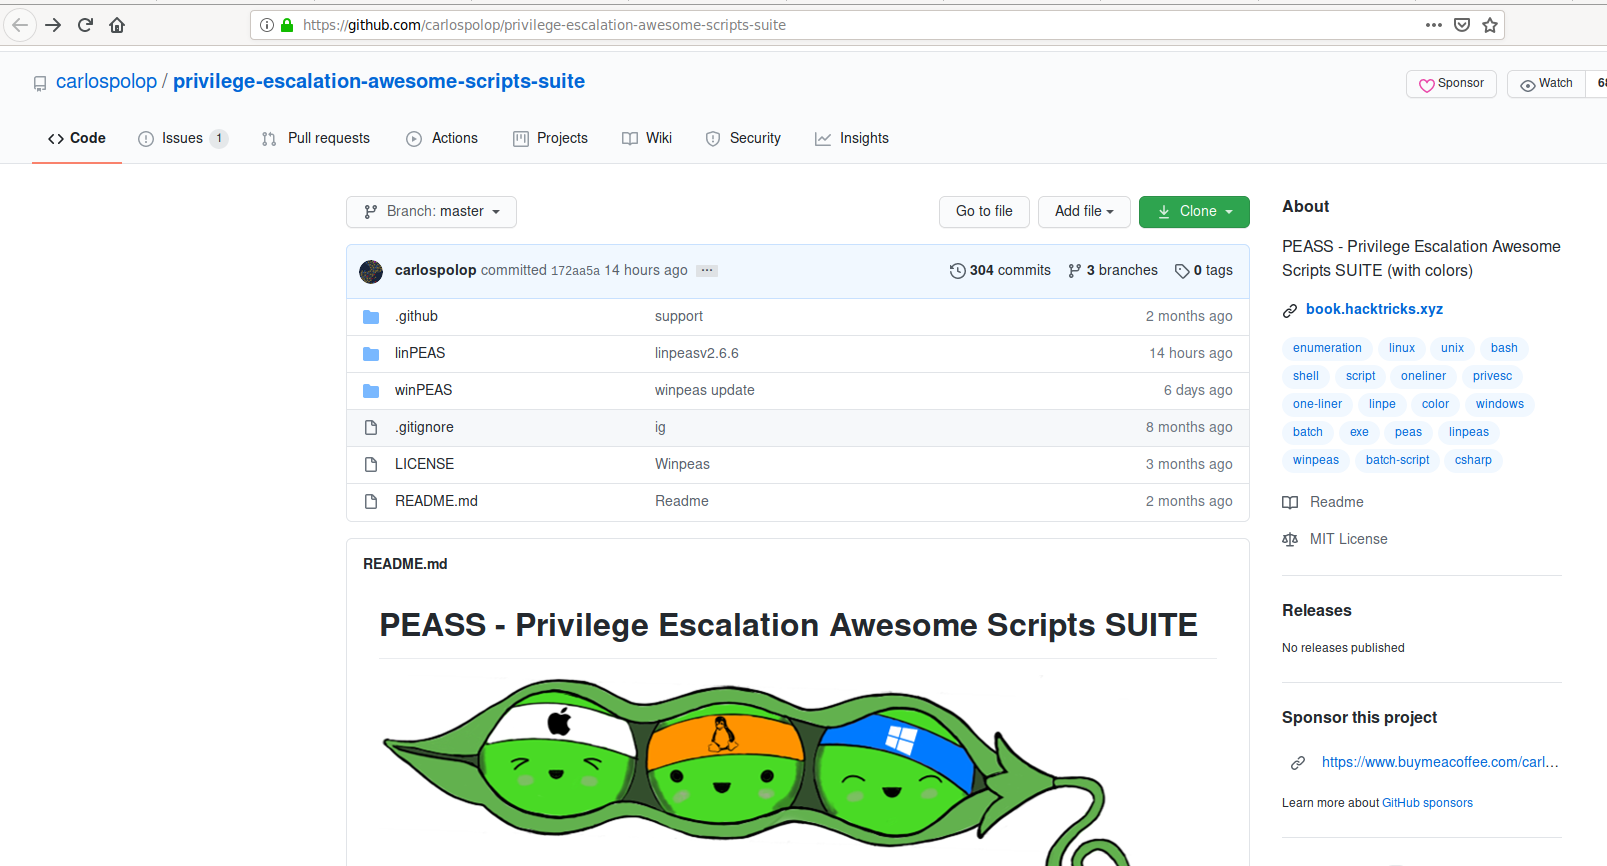 https://github.com/carlospolop/privilege-escalation-awesome-scripts-suite
carlospolop / privilege-escalation-awesome-scripts-suite
Sponsor
Watch
Code
Issues 1
Pull requests
Actions
Projects
Wiki
Security
Insights
Branch: master
Go to file
Add file
Clone
carlospolop committed 172aa5a 14 hours ago
304 commits
3 branches
0 tags
.github support 2 months ago
linPEAS linpeasv2.6.6 14 hours ago
winPEAS winpeas update 6 days ago
.gitignore ig 8 months ago
LICENSE Winpeas 3 months ago
README.md Readme 2 months ago
README.md
PEASS - Privilege Escalation Awesome Scripts SUITE
About
PEASS - Privilege Escalation Awesome
Scripts SUITE (with colors)
book.hacktricks.xyz
enumeration linux unix bash
shell script oneliner privesc
one-liner linpe color windows
batch exe peas linpeas
winpeas batch-script csharp
Readme
MIT License
Releases
No releases published
Sponsor this project
https://www.buymeacoffee.com/carl...
Learn more about GitHub sponsors